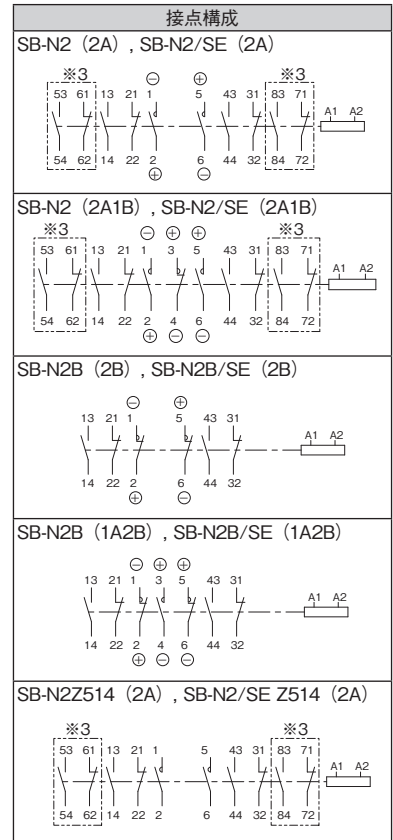 接点構成
SB-N2（2A）, SB-N2/SE（2A）
※3 ⊖ ⊕ ※3
53 61 13 21 1 5 43 31 83 71 A1 A2
54 62 14 22 2 6 44 32 84 72
⊕ ⊖
SB-N2（2A1B）, SB-N2/SE（2A1B）
※3 ⊖ ⊕ ⊕ ※3
53 61 13 21 1 3 5 43 31 83 71 A1 A2
54 62 14 22 2 4 6 44 32 84 72
⊕ ⊖ ⊖
SB-N2B（2B）, SB-N2B/SE（2B）
⊖ ⊕
13 21 1 5 43 31 A1 A2
14 22 2 6 44 32
⊕ ⊖
SB-N2B（1A2B）, SB-N2B/SE（1A2B）
⊖ ⊕ ⊕
13 21 1 3 5 43 31 A1 A2
14 22 2 4 6 44 32
⊕ ⊖ ⊖
SB-N2Z514（2A）, SB-N2/SE Z514（2A）
※3 ※3
53 61 13 21 1 5 43 31 83 71 A1 A2
54 62 14 22 2 6 44 32 84 72